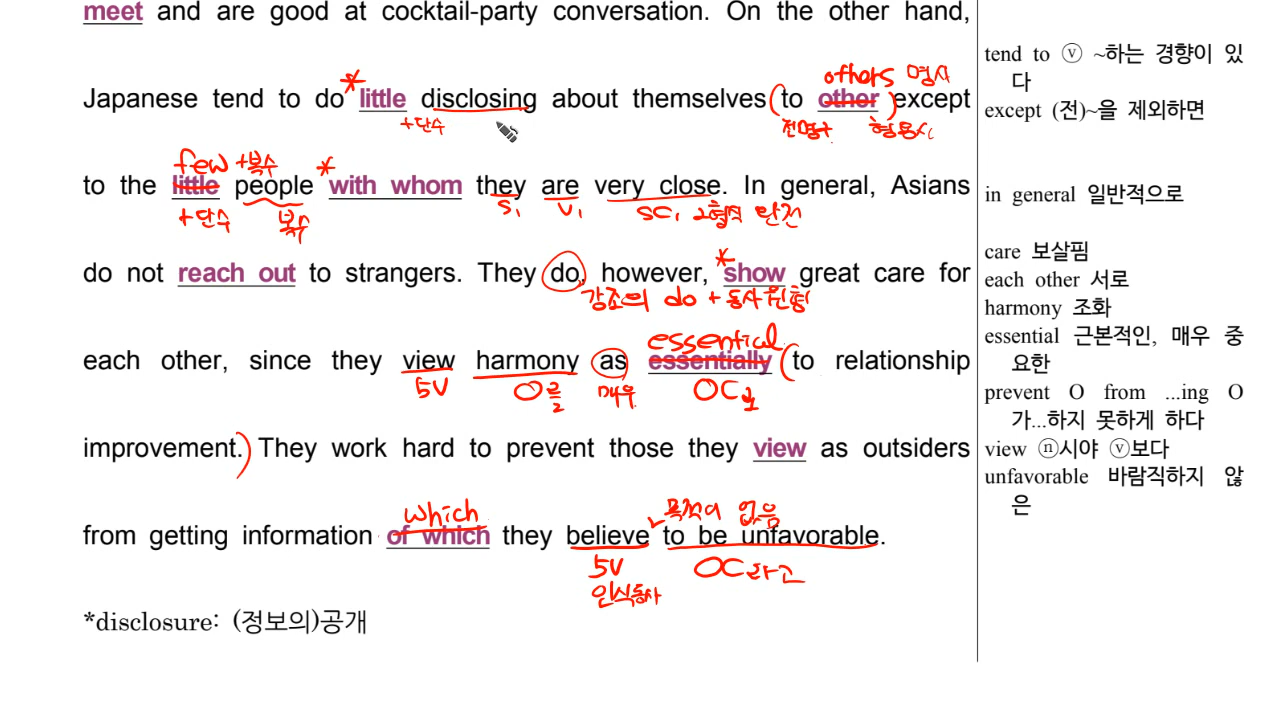 meet and are good at cocktail-party conversation. On the other hand,
others 명사
* Japanese tend to do little disclosing about themselves (to other) except
+단수 전명구 형용사
few +복수 *
to the little people with whom they are very close. In general, Asians
+단수 복수 S₁ V₁ SC₁ 2형식 완전
*
do not reach out to strangers. They do, however, show great care for
강조의 do + 동사원형
essential
each other, since they view harmony as essentially (to relationship
5V O를 매우 OC로
improvement.) They work hard to prevent those they view as outsiders
which 목적어 없음
from getting information of which they believe to be unfavorable.
5V OC라고
인식동사
*disclosure: (정보의)공개
tend to ⓥ ~하는 경향이 있
다
except (전)~을 제외하면
in general 일반적으로
care 보살핌
each other 서로
harmony 조화
essential 근본적인, 매우 중
요한
prevent O from ...ing O
가...하지 못하게 하다
view ⓝ시야 ⓥ보다
unfavorable 바람직하지 않
은